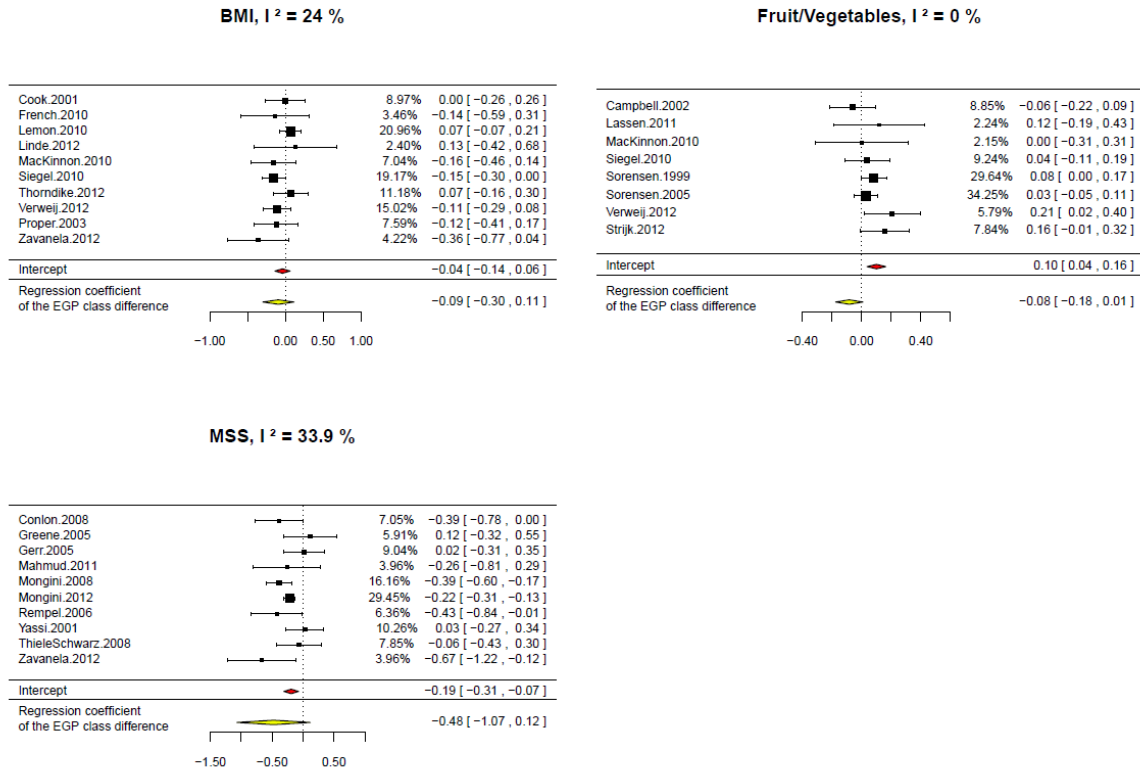 BMI, I ² = 24 %
Cook.2001 8.97% 0.00 [ −0.26 , 0.26 ]
French.2010 3.46% −0.14 [ −0.59 , 0.31 ]
Lemon.2010 20.96% 0.07 [ −0.07 , 0.21 ]
Linde.2012 2.40% 0.13 [ −0.42 , 0.68 ]
MacKinnon.2010 7.04% −0.16 [ −0.46 , 0.14 ]
Siegel.2010 19.17% −0.15 [ −0.30 , 0.00 ]
Thorndike.2012 11.18% 0.07 [ −0.16 , 0.30 ]
Verweij.2012 15.02% −0.11 [ −0.29 , 0.08 ]
Proper.2003 7.59% −0.12 [ −0.41 , 0.17 ]
Zavanela.2012 4.22% −0.36 [ −0.77 , 0.04 ]
Intercept −0.04 [ −0.14 , 0.06 ]
Regression coefficient
of the EGP class difference −0.09 [ −0.30 , 0.11 ]
−1.00 0.00 0.50 1.00
Fruit/Vegetables, I ² = 0 %
Campbell.2002 8.85% −0.06 [ −0.22 , 0.09 ]
Lassen.2011 2.24% 0.12 [ −0.19 , 0.43 ]
MacKinnon.2010 2.15% 0.00 [ −0.31 , 0.31 ]
Siegel.2010 9.24% 0.04 [ −0.11 , 0.19 ]
Sorensen.1999 29.64% 0.08 [ 0.00 , 0.17 ]
Sorensen.2005 34.25% 0.03 [ −0.05 , 0.11 ]
Verweij.2012 5.79% 0.21 [ 0.02 , 0.40 ]
Strijk.2012 7.84% 0.16 [ −0.01 , 0.32 ]
Intercept 0.10 [ 0.04 , 0.16 ]
Regression coefficient
of the EGP class difference −0.08 [ −0.18 , 0.01 ]
−0.40 0.00 0.40
MSS, I ² = 33.9 %
Conlon.2008 7.05% −0.39 [ −0.78 , 0.00 ]
Greene.2005 5.91% 0.12 [ −0.32 , 0.55 ]
Gerr.2005 9.04% 0.02 [ −0.31 , 0.35 ]
Mahmud.2011 3.96% −0.26 [ −0.81 , 0.29 ]
Mongini.2008 16.16% −0.39 [ −0.60 , −0.17 ]
Mongini.2012 29.45% −0.22 [ −0.31 , −0.13 ]
Rempel.2006 6.36% −0.43 [ −0.84 , −0.01 ]
Yassi.2001 10.26% 0.03 [ −0.27 , 0.34 ]
ThieleSchwarz.2008 7.85% −0.06 [ −0.43 , 0.30 ]
Zavanela.2012 3.96% −0.67 [ −1.22 , −0.12 ]
Intercept −0.19 [ −0.31 , −0.07 ]
Regression coefficient
of the EGP class difference −0.48 [ −1.07 , 0.12 ]
−1.50 −0.50 0.50